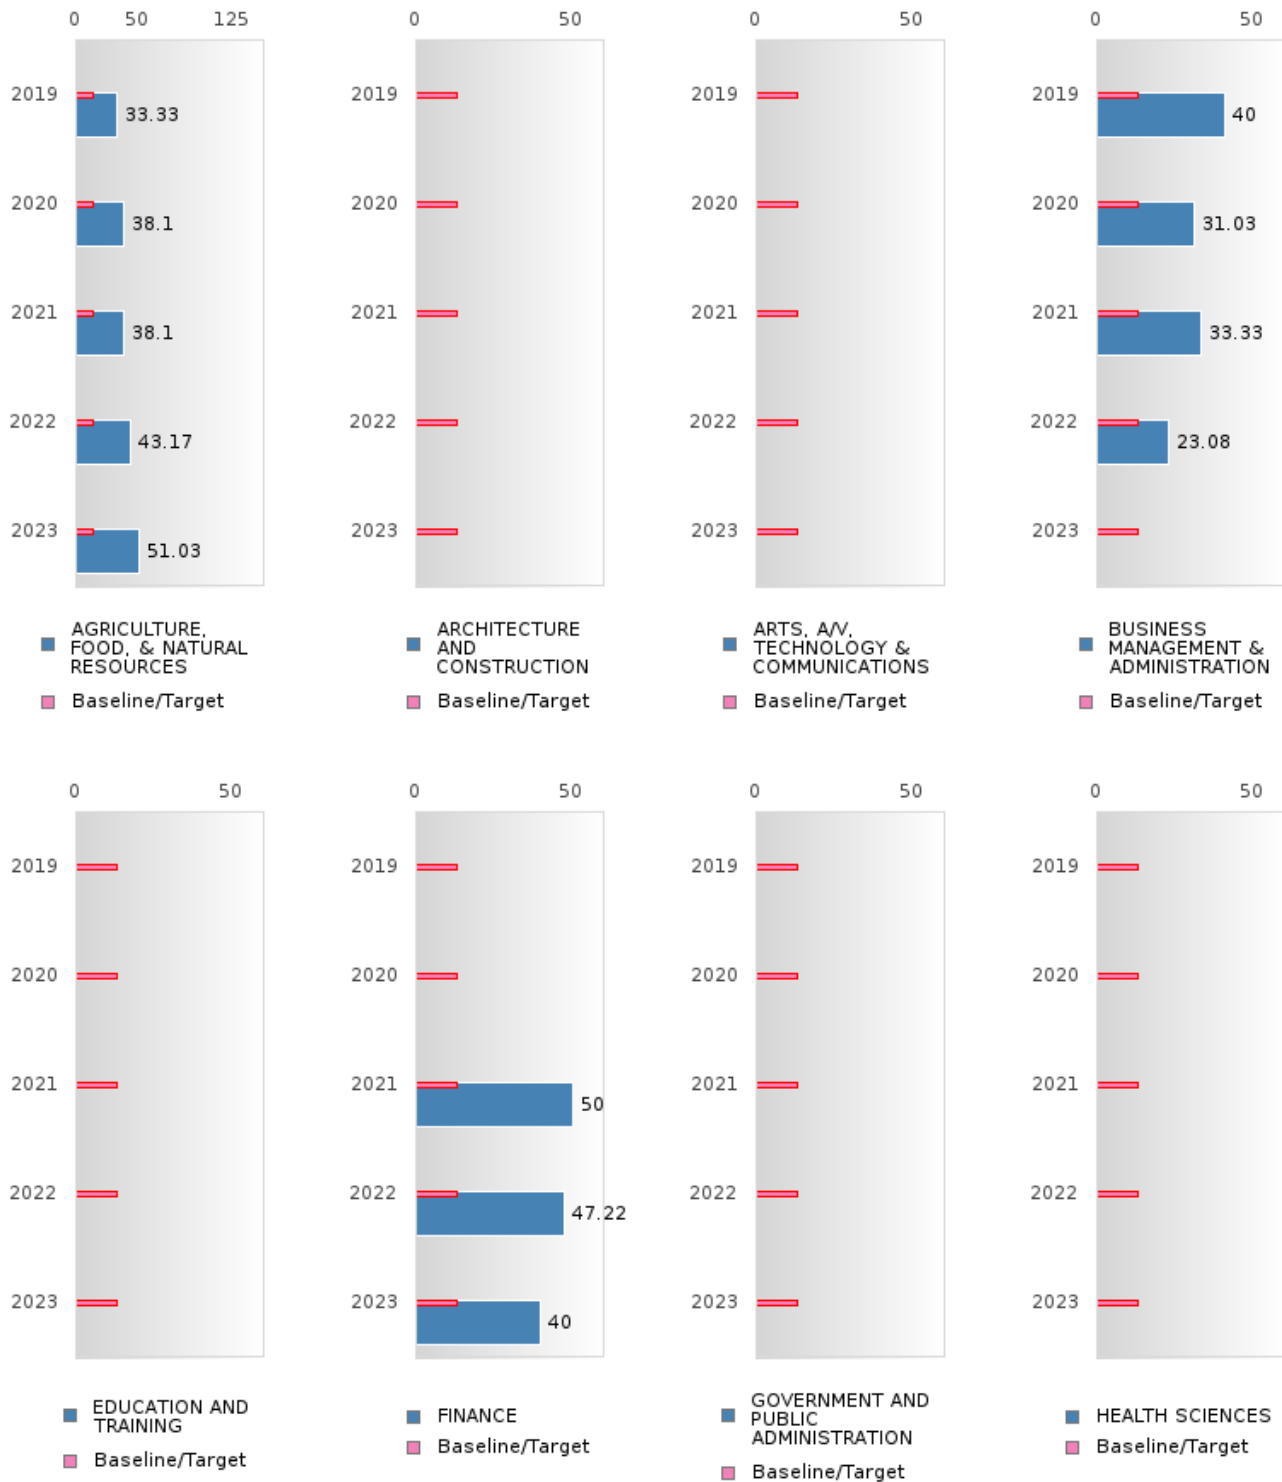 0 50 125 0 50 0 50 0 50
2019 33.33 2019 2019 2019 40
2020 38.1 2020 2020 2020 31.03
2021 38.1 2021 2021 2021 33.33
2022 43.17 2022 2022 2022 23.08
2023 51.03 2023 2023 2023
AGRICULTURE,
FOOD, & NATURAL
RESOURCES
Baseline/Target
ARCHITECTURE
AND
CONSTRUCTION
Baseline/Target
ARTS, A/V,
TECHNOLOGY &
COMMUNICATIONS
Baseline/Target
BUSINESS
MANAGEMENT &
ADMINISTRATION
Baseline/Target
0 50 0 50 0 50 0 50
2019 2019 2019 2019
2020 2020 2020 2020
2021 2021 50 2021 2021
2022 2022 47.22 2022 2022
2023 2023 40 2023 2023
EDUCATION AND
TRAINING
Baseline/Target
FINANCE
Baseline/Target
GOVERNMENT AND
PUBLIC
ADMINISTRATION
Baseline/Target
HEALTH SCIENCES
Baseline/Target